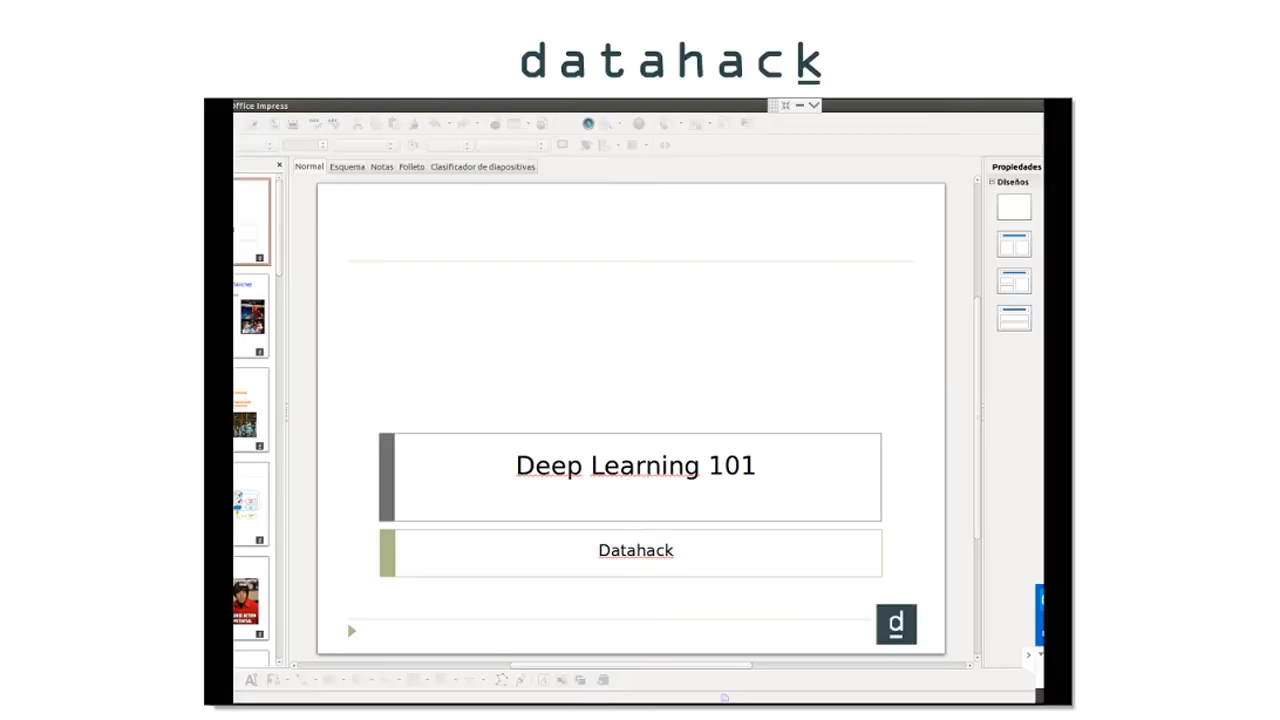 datahack
Office Impress
Normal Esquema Notas Folleto Clasificador de diapositivas
Propiedades
Diseños
Deep Learning 101
Datahack
d